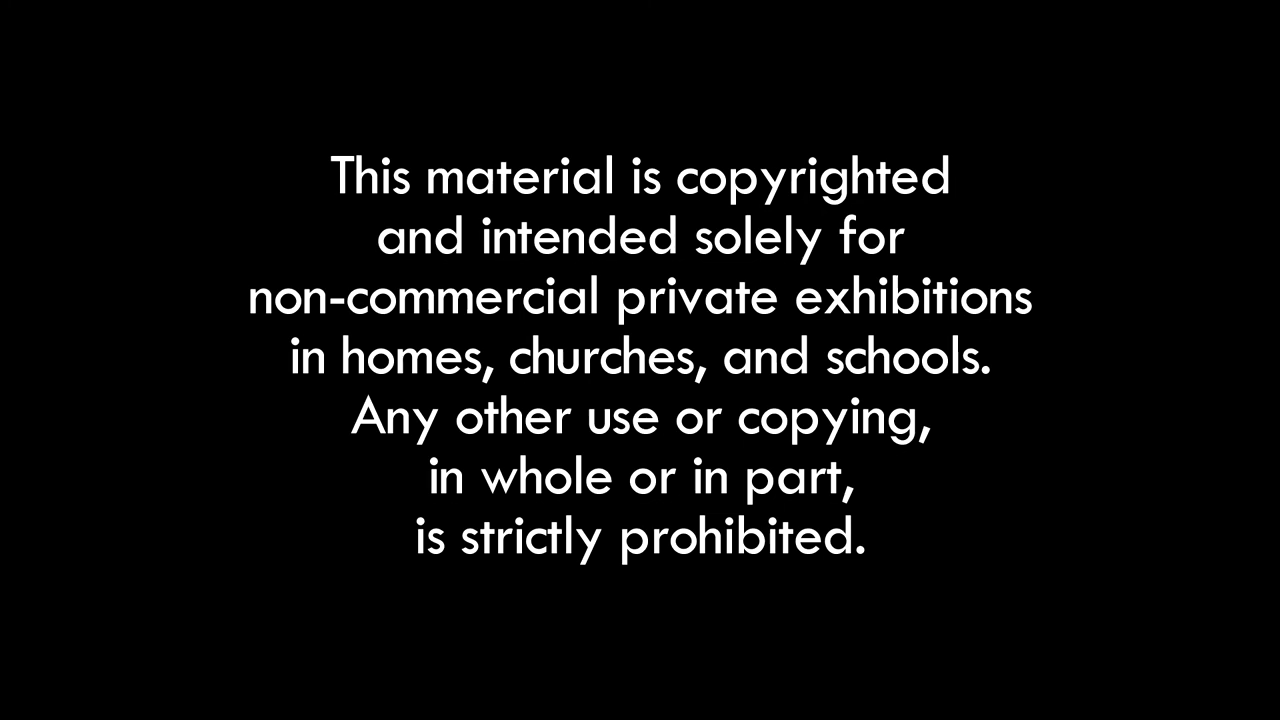 This material is copyrighted
and intended solely for
non-commercial private exhibitions
in homes, churches, and schools.
Any other use or copying,
in whole or in part,
is strictly prohibited.